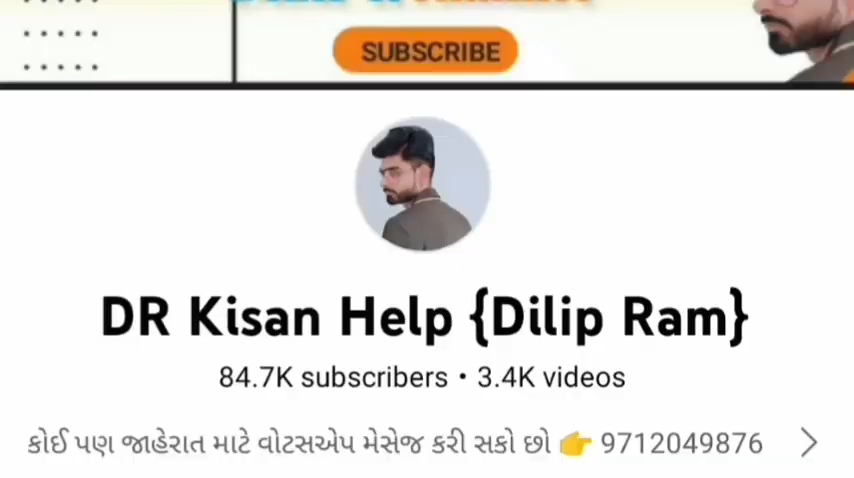 SUBSCRIBE
DR Kisan Help {Dilip Ram}
84.7K subscribers • 3.4K videos
કોઈ પણ જાહેરાત માટે વોટસએપ મેસેજ કરી સકો છો 👉 9712049876